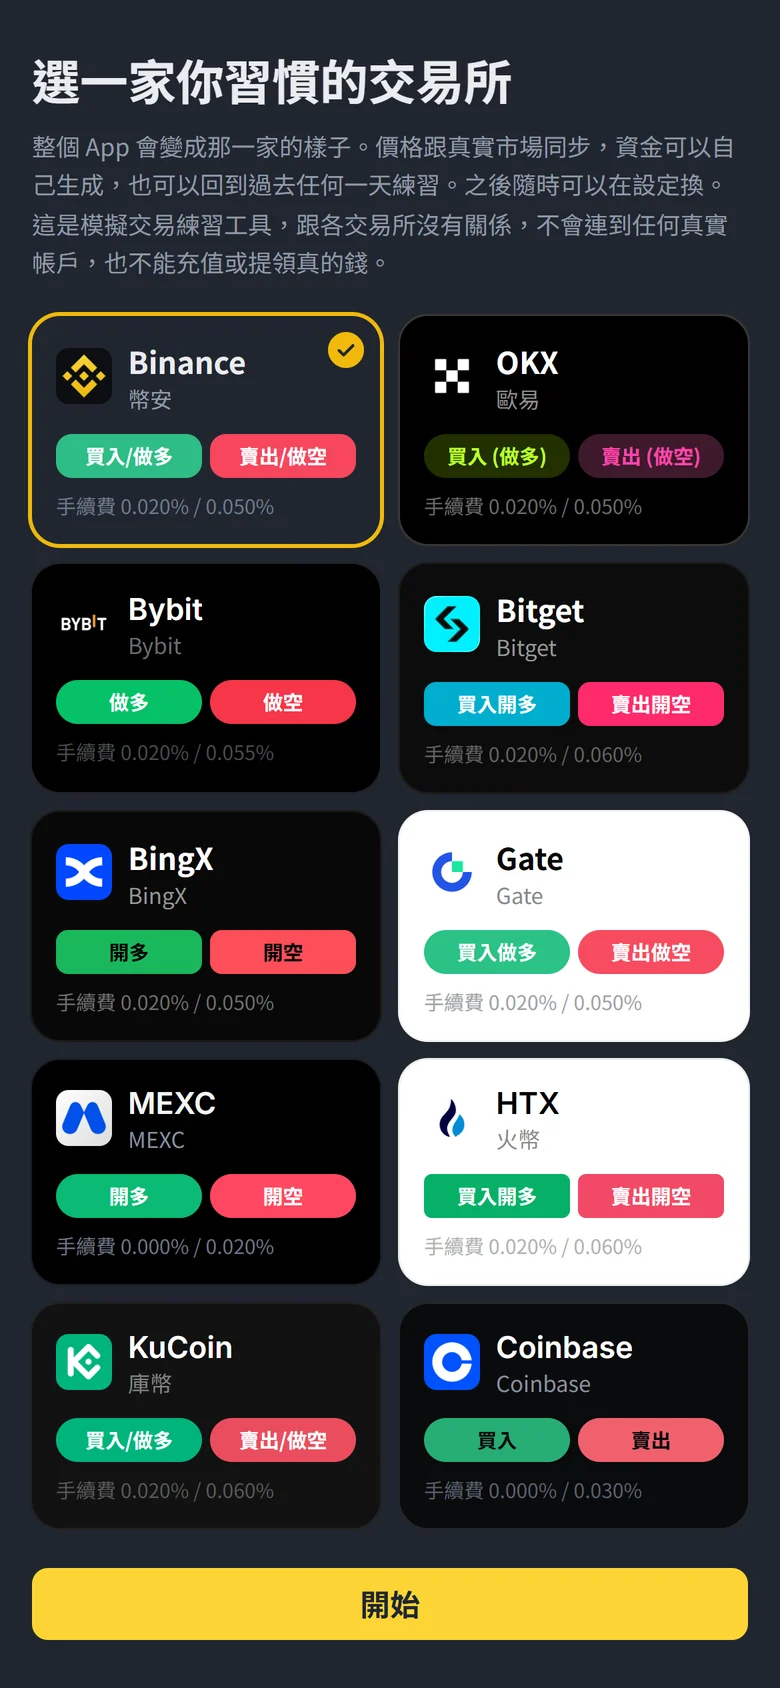 選一家你習慣的交易所
整個 App 會變成那一家的樣子。價格跟真實市場同步，資金可以自
己生成，也可以回到過去任何一天練習。之後隨時可以在設定換。
這是模擬交易練習工具，跟各交易所沒有關係，不會連到任何真實
帳戶，也不能充值或提領真的錢。
Binance
幣安
買入/做多
賣出/做空
手續費 0.020% / 0.050%
OKX
歐易
買入 (做多)
賣出 (做空)
手續費 0.020% / 0.050%
BYBIT
Bybit
Bybit
做多
做空
手續費 0.020% / 0.055%
Bitget
Bitget
買入開多
賣出開空
手續費 0.020% / 0.060%
BingX
BingX
開多
開空
手續費 0.020% / 0.050%
Gate
Gate
買入做多
賣出做空
手續費 0.020% / 0.050%
MEXC
MEXC
開多
開空
手續費 0.000% / 0.020%
HTX
火幣
買入開多
賣出開空
手續費 0.020% / 0.060%
KuCoin
庫幣
買入/做多
賣出/做空
手續費 0.020% / 0.060%
Coinbase
Coinbase
買入
賣出
手續費 0.000% / 0.030%
開始